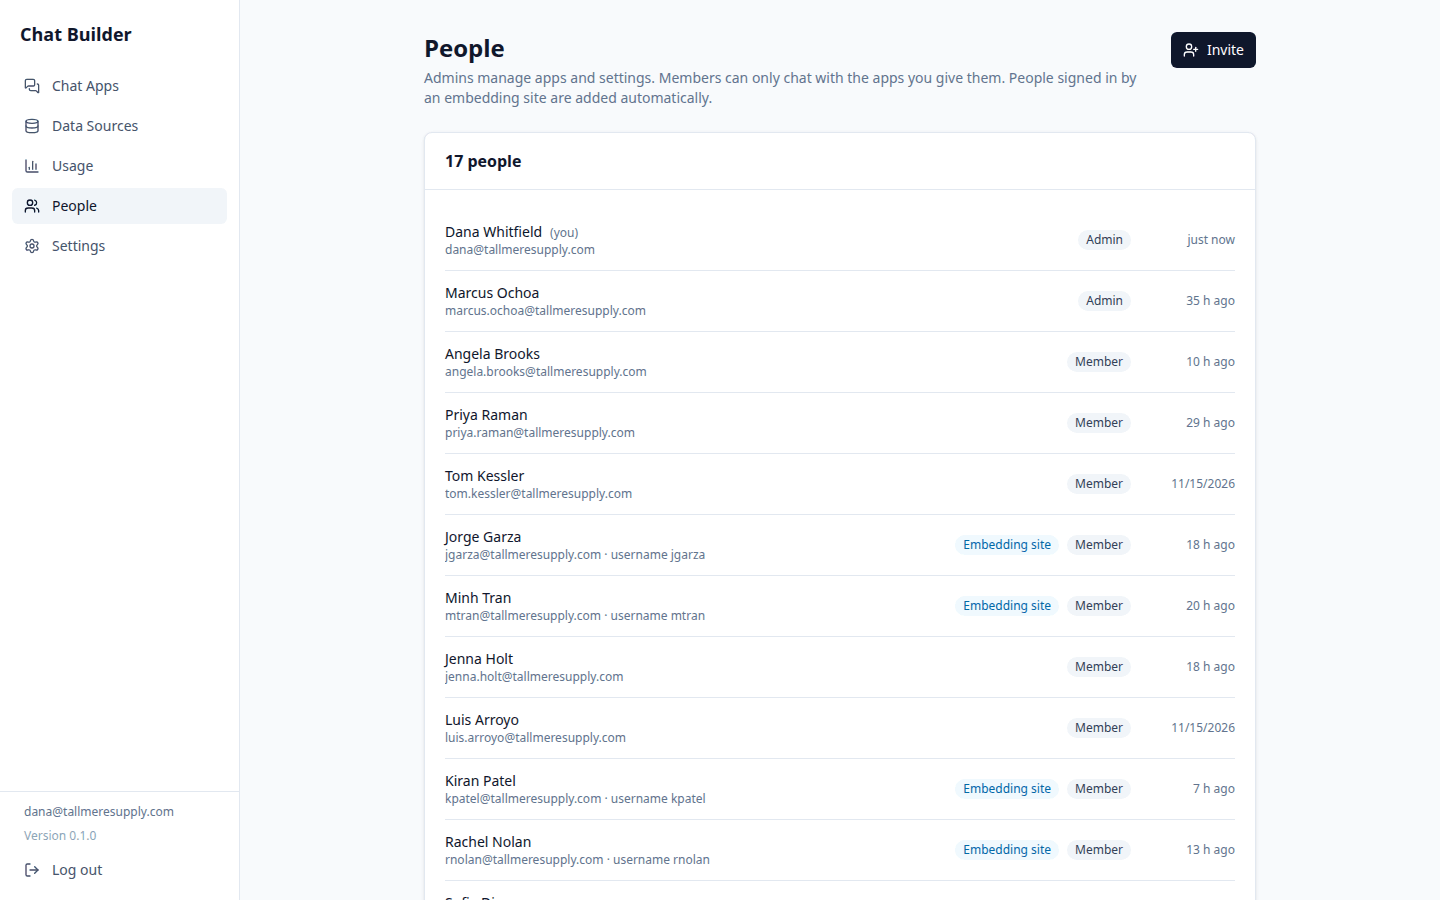 Chat Builder
Chat Apps
Data Sources
Usage
People
Settings
dana@tallmeresupply.com
Version 0.1.0
Log out
People
Admins manage apps and settings. Members can only chat with the apps you give them. People signed in by
an embedding site are added automatically.
Invite
17 people
Dana Whitfield (you)
dana@tallmeresupply.com
Admin
just now
Marcus Ochoa
marcus.ochoa@tallmeresupply.com
Admin
35 h ago
Angela Brooks
angela.brooks@tallmeresupply.com
Member
10 h ago
Priya Raman
priya.raman@tallmeresupply.com
Member
29 h ago
Tom Kessler
tom.kessler@tallmeresupply.com
Member
11/15/2026
Jorge Garza
jgarza@tallmeresupply.com · username jgarza
Embedding site
Member
18 h ago
Minh Tran
mtran@tallmeresupply.com · username mtran
Embedding site
Member
20 h ago
Jenna Holt
jenna.holt@tallmeresupply.com
Member
18 h ago
Luis Arroyo
luis.arroyo@tallmeresupply.com
Member
11/15/2026
Kiran Patel
kpatel@tallmeresupply.com · username kpatel
Embedding site
Member
7 h ago
Rachel Nolan
rnolan@tallmeresupply.com · username rnolan
Embedding site
Member
13 h ago